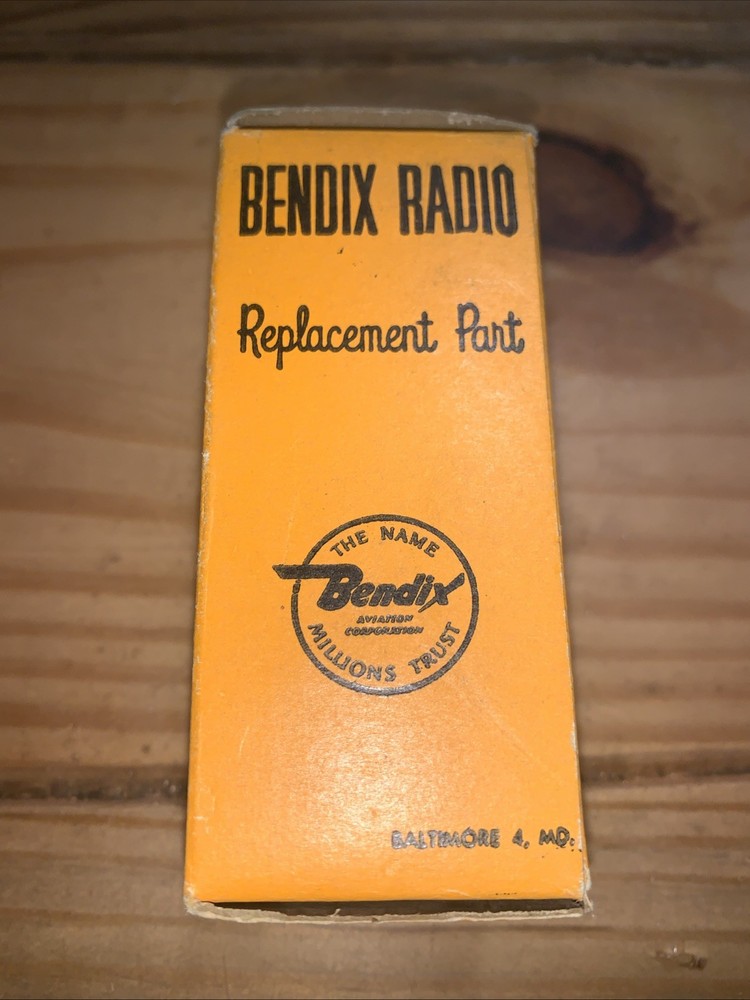 BENDIX RADIO
Replacement Part
THE NAME
Bendix
AVIATION
CORPORATION
MILLIONS TRUST
BALTIMORE 4, MD.